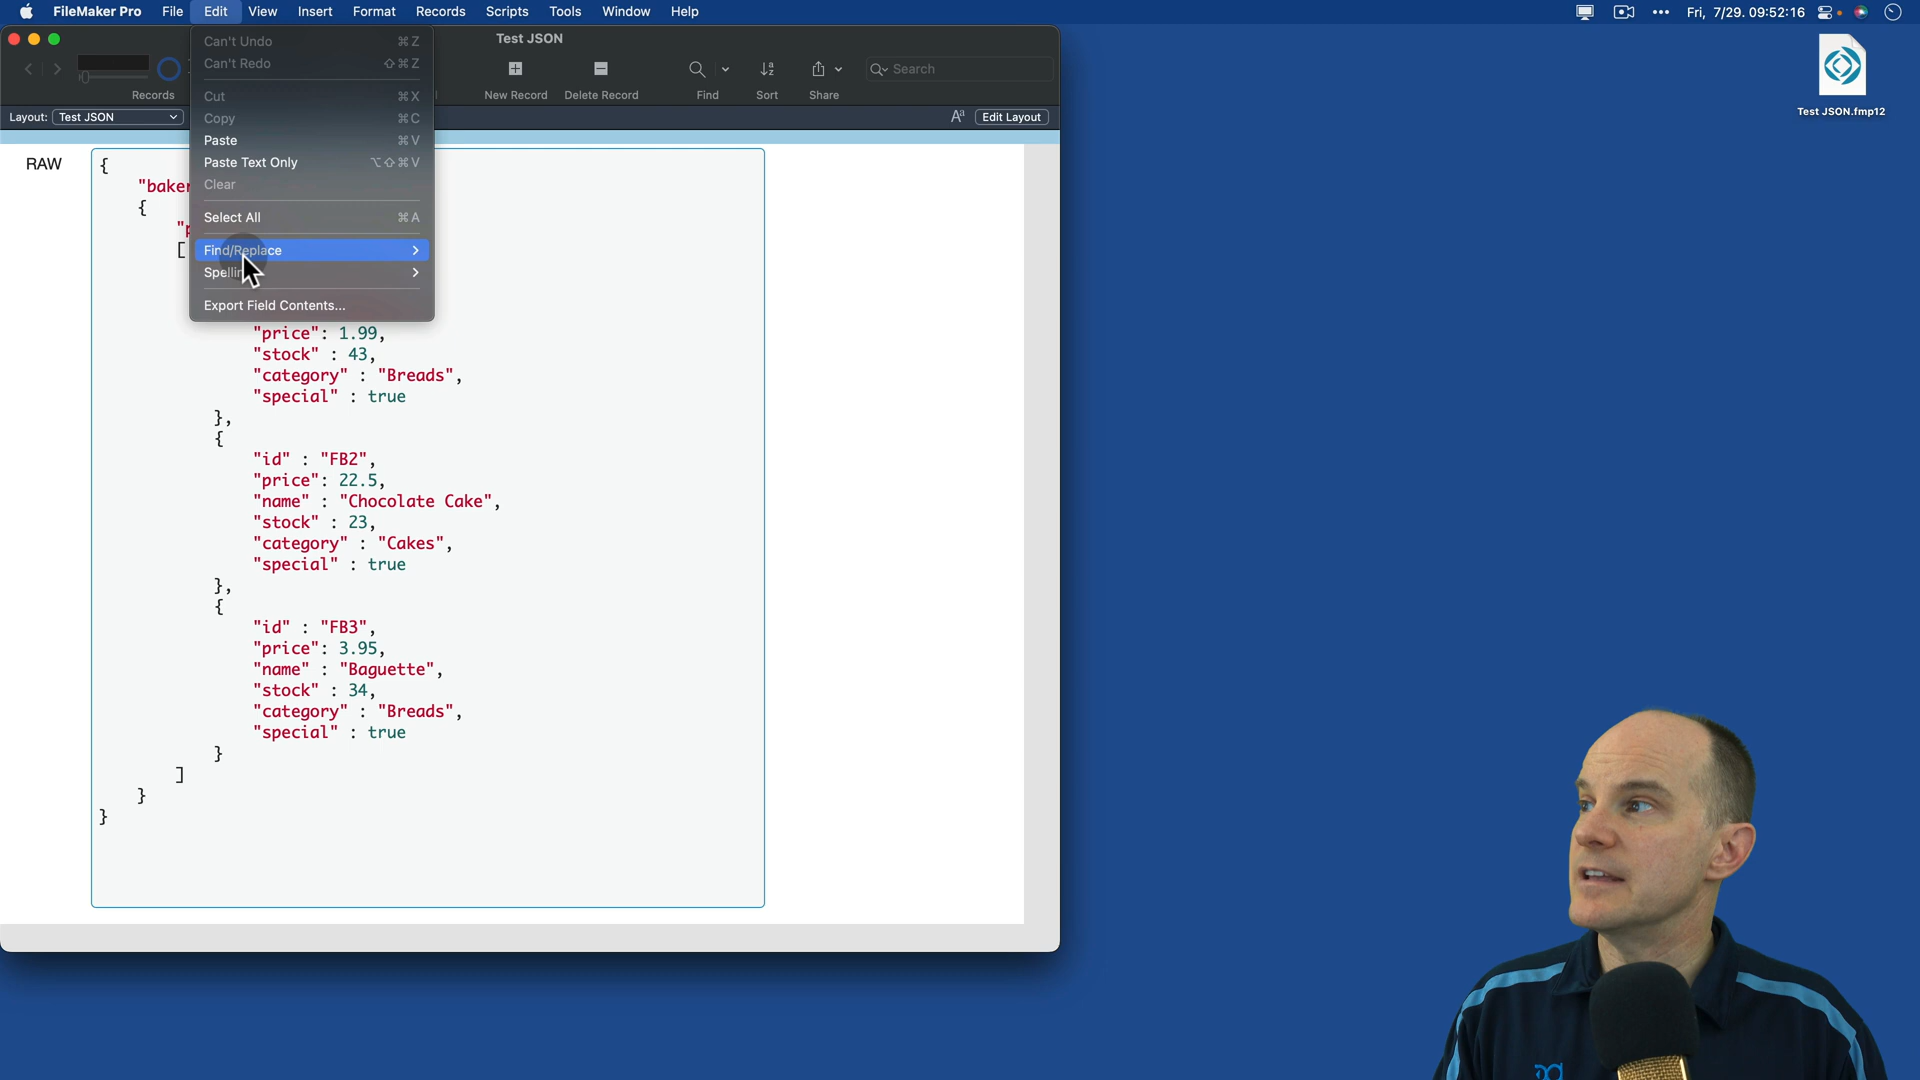 FileMaker Pro File Edit View Insert Format Records Scripts Tools Window Help Fri, 7/29. 09:52:16
Test JSON
Can't Undo ⌘Z
Can't Redo ⇧⌘Z
Cut ⌘X
Copy ⌘C
Paste ⌘V
Paste Text Only ⌥⇧⌘V
Clear
Select All ⌘A
Find/Replace
Export Field Contents...
Search
Records New Record Delete Record Find Sort Share
Layout: Test JSON Aa Edit Layout
Test JSON.fmp12
RAW
{
{
[
"price": 1.99,
"stock" : 43,
"category" : "Breads",
"special" : true
},
{
"id" : "FB2",
"price": 22.5,
"name" : "Chocolate Cake",
"stock" : 23,
"category" : "Cakes",
"special" : true
},
{
"id" : "FB3",
"price": 3.95,
"name" : "Baguette",
"stock" : 34,
"category" : "Breads",
"special" : true
}
]
}
}